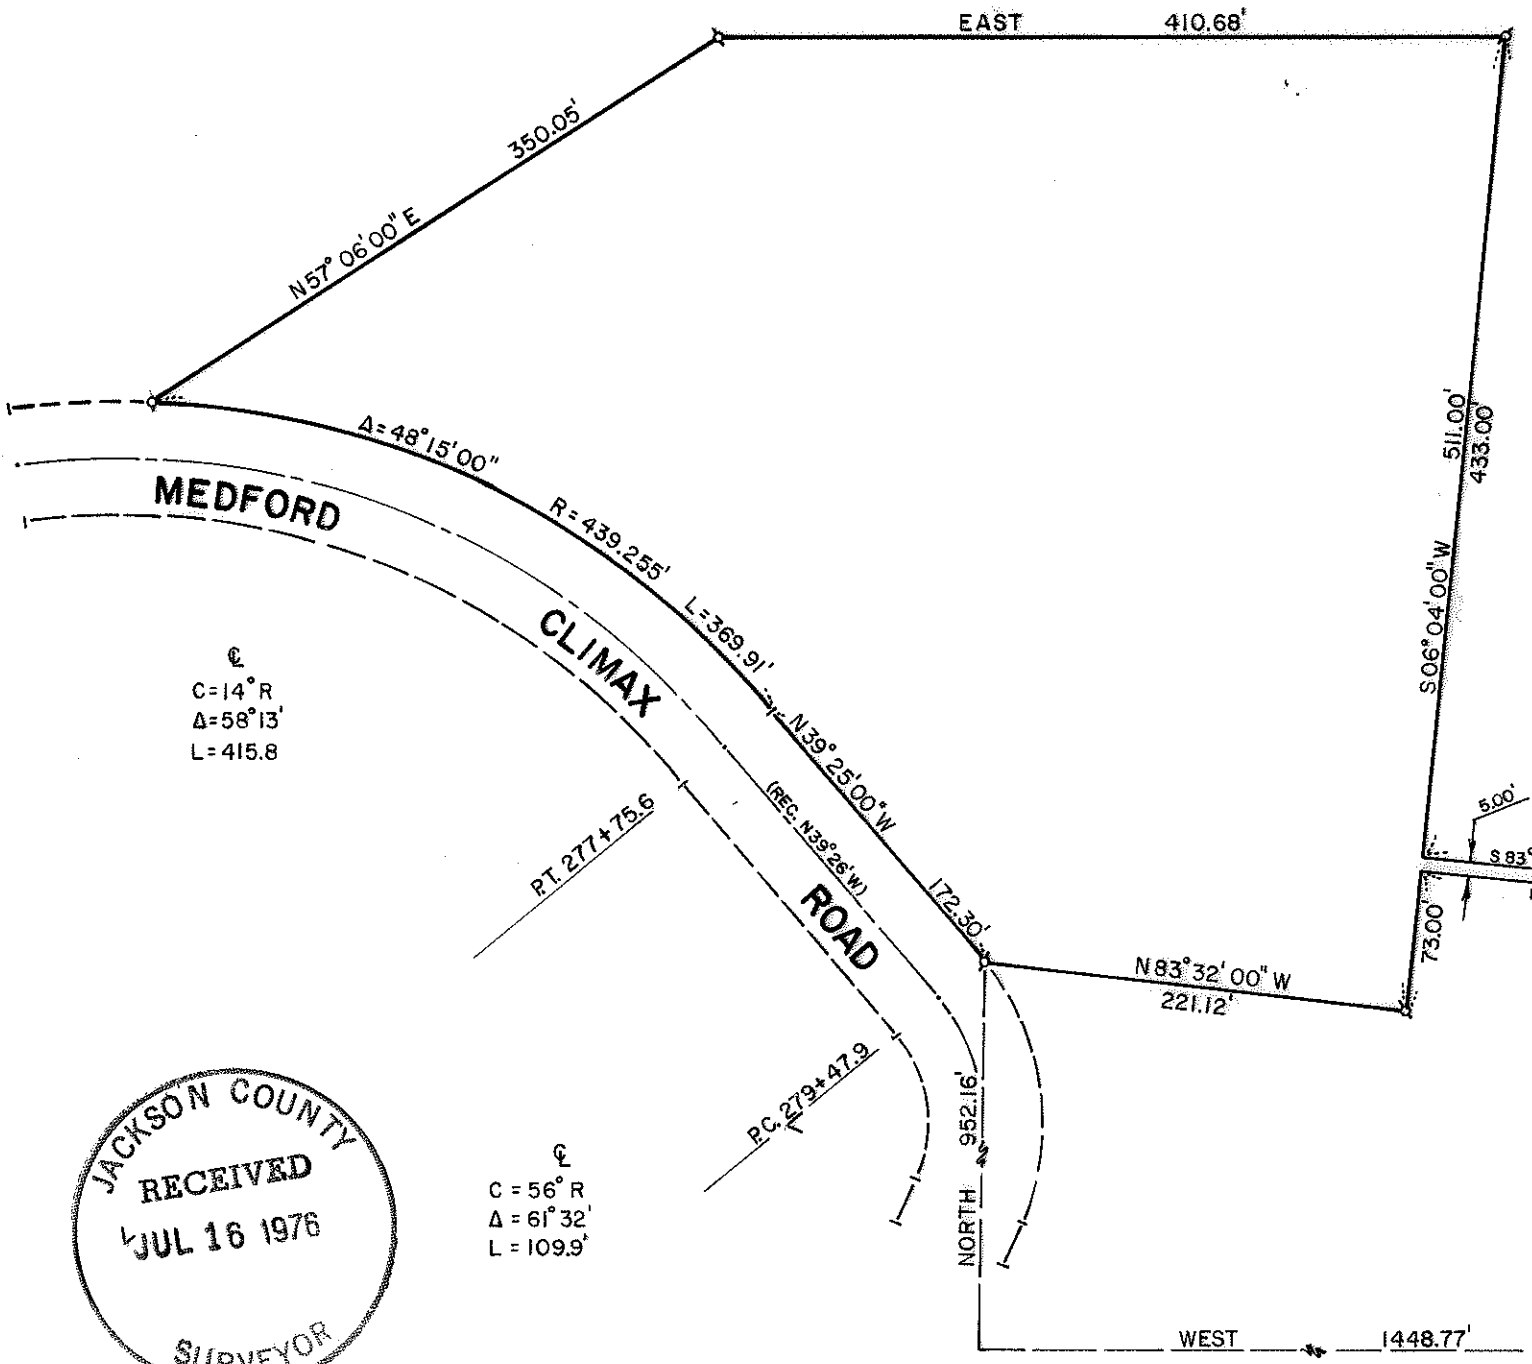 EAST 410.68'
350.05'
N57°06'00"E
Δ=48°15'00"
R=439.255'
L=369.91'
MEDFORD
CLIMAX
ROAD
℄
C=14°R
Δ=58°13'
L=415.8
P.T. 277+75.6
N39°25'00"W
172.30'
(REC. N39°26'W)
511.00'
433.00'
S06°04'00"W
5.00'
S83°
73.00'
N83°32'00"W
221.12'
P.C. 279+47.9
℄
C=56°R
Δ=61°32'
L=109.9'
NORTH 952.16'
WEST 1448.77'
JACKSON COUNTY
RECEIVED
JUL 16 1976
SURVEYOR